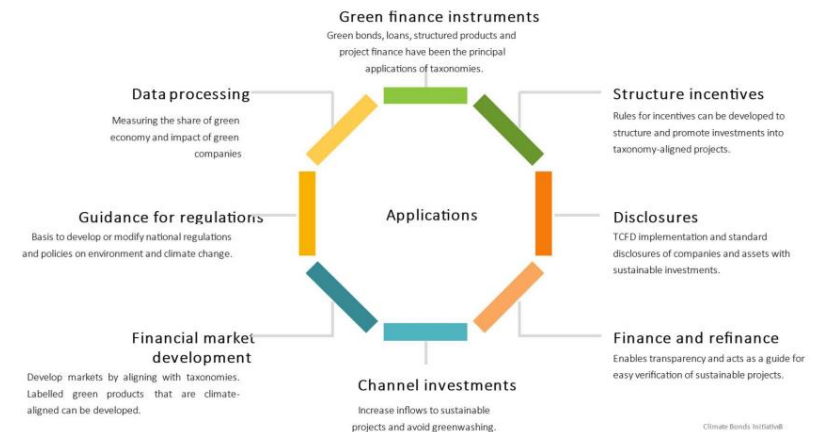 Green finance instruments
Green bonds, loans, structured products and
project finance have been the principal
applications of taxonomies.
Structure incentives
Rules for incentives can be developed to
structure and promote investments into
taxonomy-aligned projects.
Disclosures
TCFD implementation and standard
disclosures of companies and assets with
sustainable investments.
Finance and refinance
Enables transparency and acts as a guide for
easy verification of sustainable projects.
Channel investments
Increase inflows to sustainable
projects and avoid greenwashing.
Financial market
development
Develop markets by aligning with taxonomies.
Labelled green products that are climate-
aligned can be developed.
Guidance for regulations
Basis to develop or modify national regulations
and policies on environment and climate change.
Data processing
Measuring the share of green
economy and impact of green
companies
Applications
Climate Bonds Initiative8